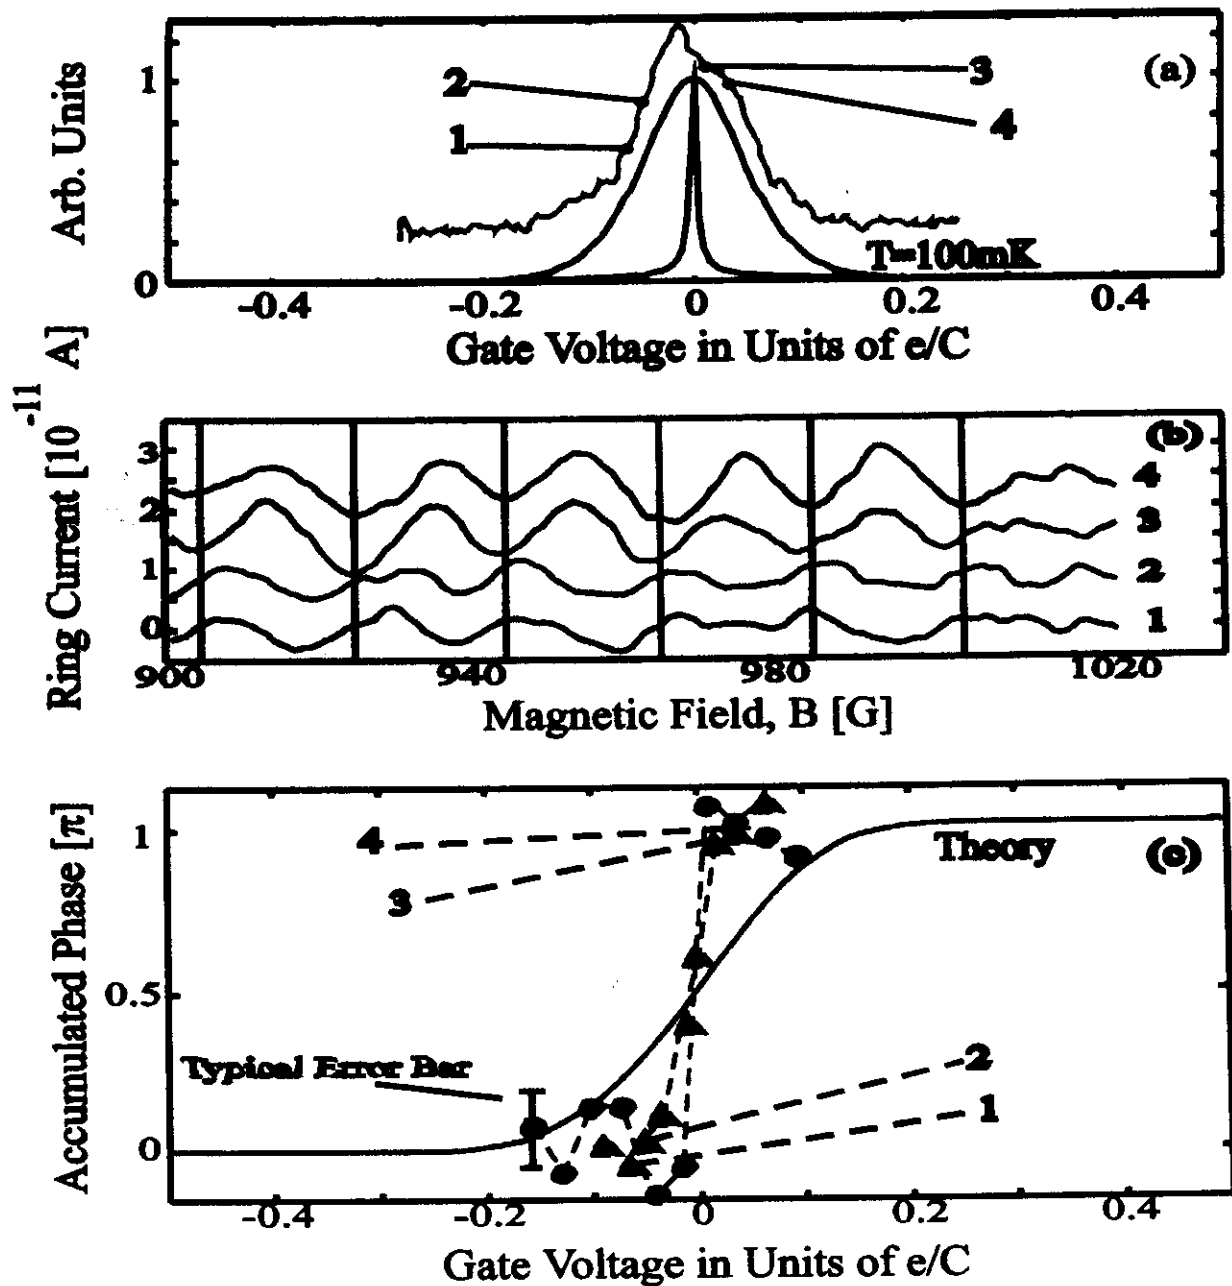 Arb. Units
1
0
2
1
3
4
(a)
T=100mK
-0.4 -0.2 0 0.2 0.4
Gate Voltage in Units of e/C
Ring Current [10⁻¹¹ A]
3
2
1
0
(b)
4
3
2
1
900 940 980 1020
Magnetic Field, B [G]
Accumulated Phase [π]
1
0.5
0
4
3
Theory
(c)
Typical Error Bar
2
1
-0.4 -0.2 0 0.2 0.4
Gate Voltage in Units of e/C